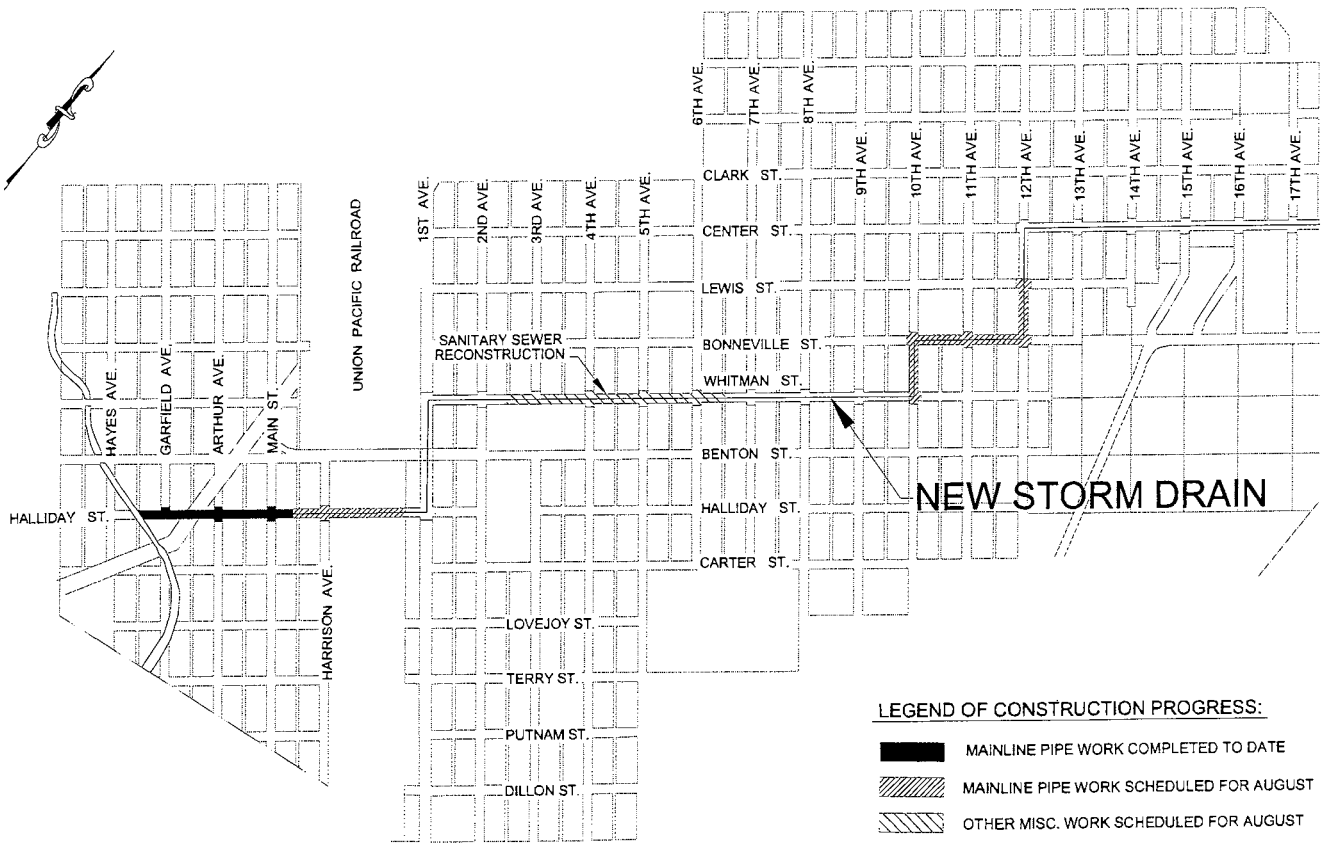 6TH AVE.
7TH AVE.
8TH AVE.
9TH AVE.
10TH AVE.
11TH AVE.
12TH AVE.
13TH AVE.
14TH AVE.
15TH AVE.
16TH AVE.
17TH AVE.
CLARK ST.
CENTER ST.
LEWIS ST.
BONNEVILLE ST.
WHITMAN ST.
BENTON ST.
HALLIDAY ST.
CARTER ST.
1ST AVE.
2ND AVE.
3RD AVE.
4TH AVE.
5TH AVE.
UNION PACIFIC RAILROAD
SANITARY SEWER
RECONSTRUCTION
HAYES AVE.
GARFIELD AVE.
ARTHUR AVE.
MAIN ST.
HALLIDAY ST.
HARRISON AVE.
NEW STORM DRAIN
LOVEJOY ST.
TERRY ST.
PUTNAM ST.
DILLON ST.
LEGEND OF CONSTRUCTION PROGRESS:
MAINLINE PIPE WORK COMPLETED TO DATE
MAINLINE PIPE WORK SCHEDULED FOR AUGUST
OTHER MISC. WORK SCHEDULED FOR AUGUST